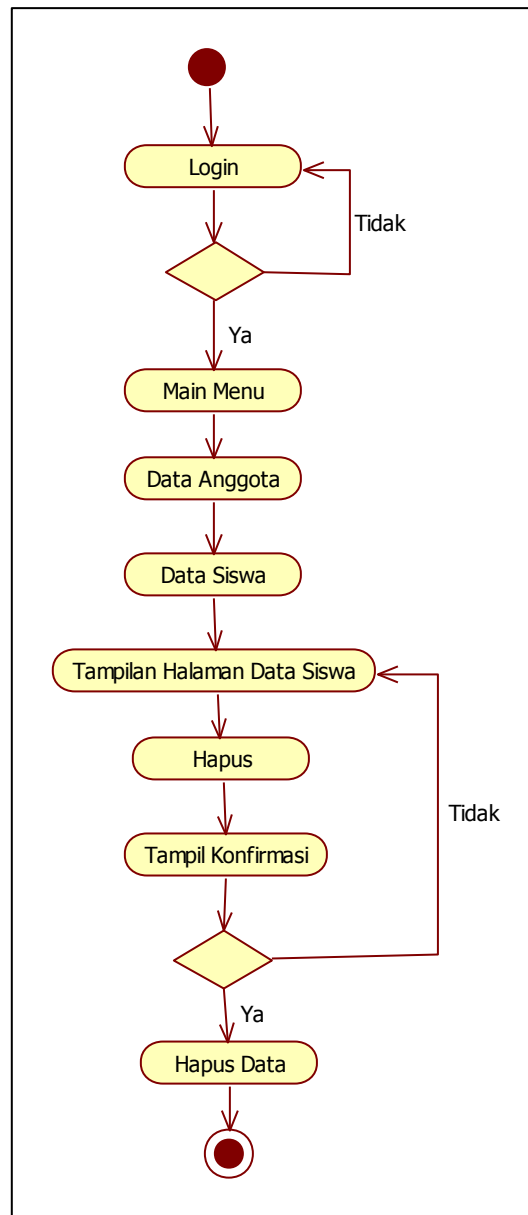 Login
Tidak
Ya
Main Menu
Data Anggota
Data Siswa
Tampilan Halaman Data Siswa
Hapus
Tidak
Tampil Konfirmasi
Ya
Hapus Data